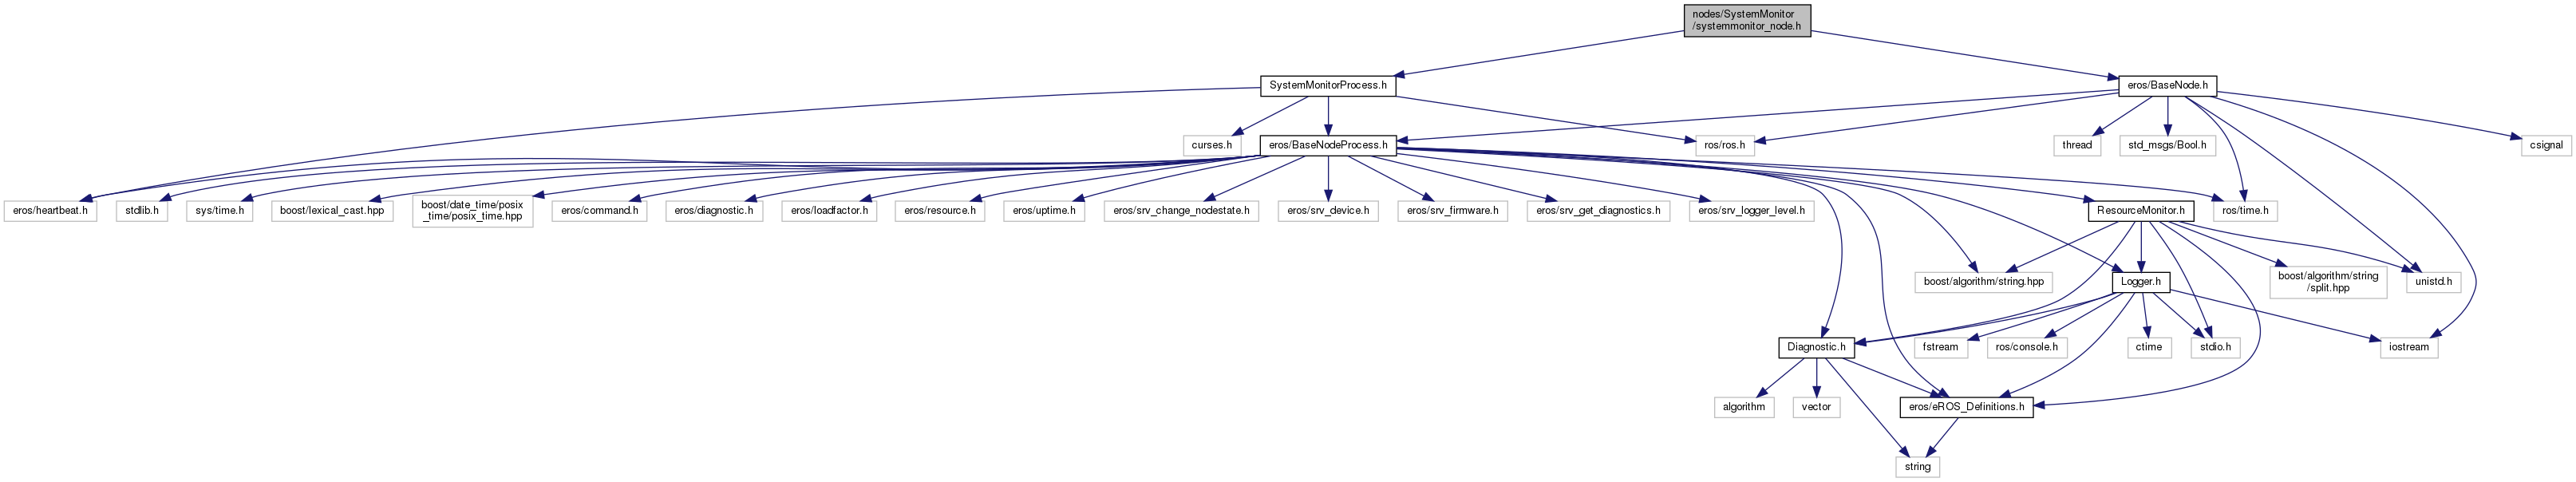 nodes/SystemMonitor
/systemmonitor_node.h
SystemMonitorProcess.h
eros/BaseNode.h
curses.h
eros/BaseNodeProcess.h
ros/ros.h
thread
std_msgs/Bool.h
csignal
eros/heartbeat.h
stdlib.h
sys/time.h
boost/lexical_cast.hpp
boost/date_time/posix
_time/posix_time.hpp
eros/command.h
eros/diagnostic.h
eros/loadfactor.h
eros/resource.h
eros/uptime.h
eros/srv_change_nodestate.h
eros/srv_device.h
eros/srv_firmware.h
eros/srv_get_diagnostics.h
eros/srv_logger_level.h
ResourceMonitor.h
ros/time.h
boost/algorithm/string.hpp
Logger.h
boost/algorithm/string
/split.hpp
unistd.h
Diagnostic.h
fstream
ros/console.h
ctime
stdio.h
iostream
algorithm
vector
eros/eROS_Definitions.h
string